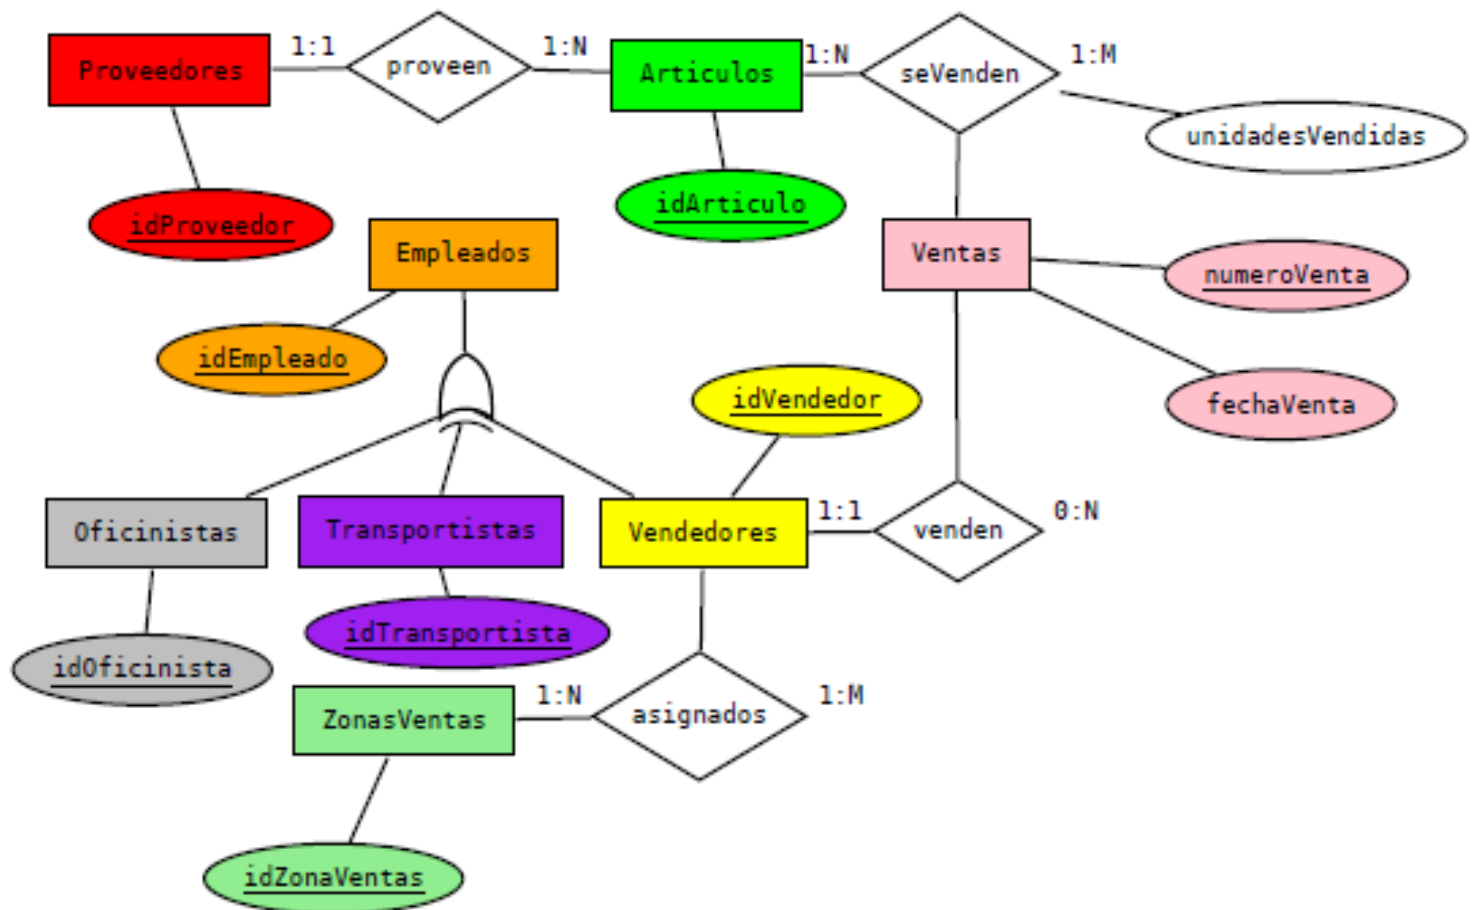 Proveedores
1:1
proveen
1:N
Articulos
1:N
seVenden
1:M
unidadesVendidas
idProveedor
idArticulo
Empleados
Ventas
numeroVenta
idEmpleado
idVendedor
fechaVenta
Oficinistas
Transportistas
Vendedores
1:1
venden
0:N
idOficinista
idTransportista
ZonasVentas
1:N
asignados
1:M
idZonaVentas